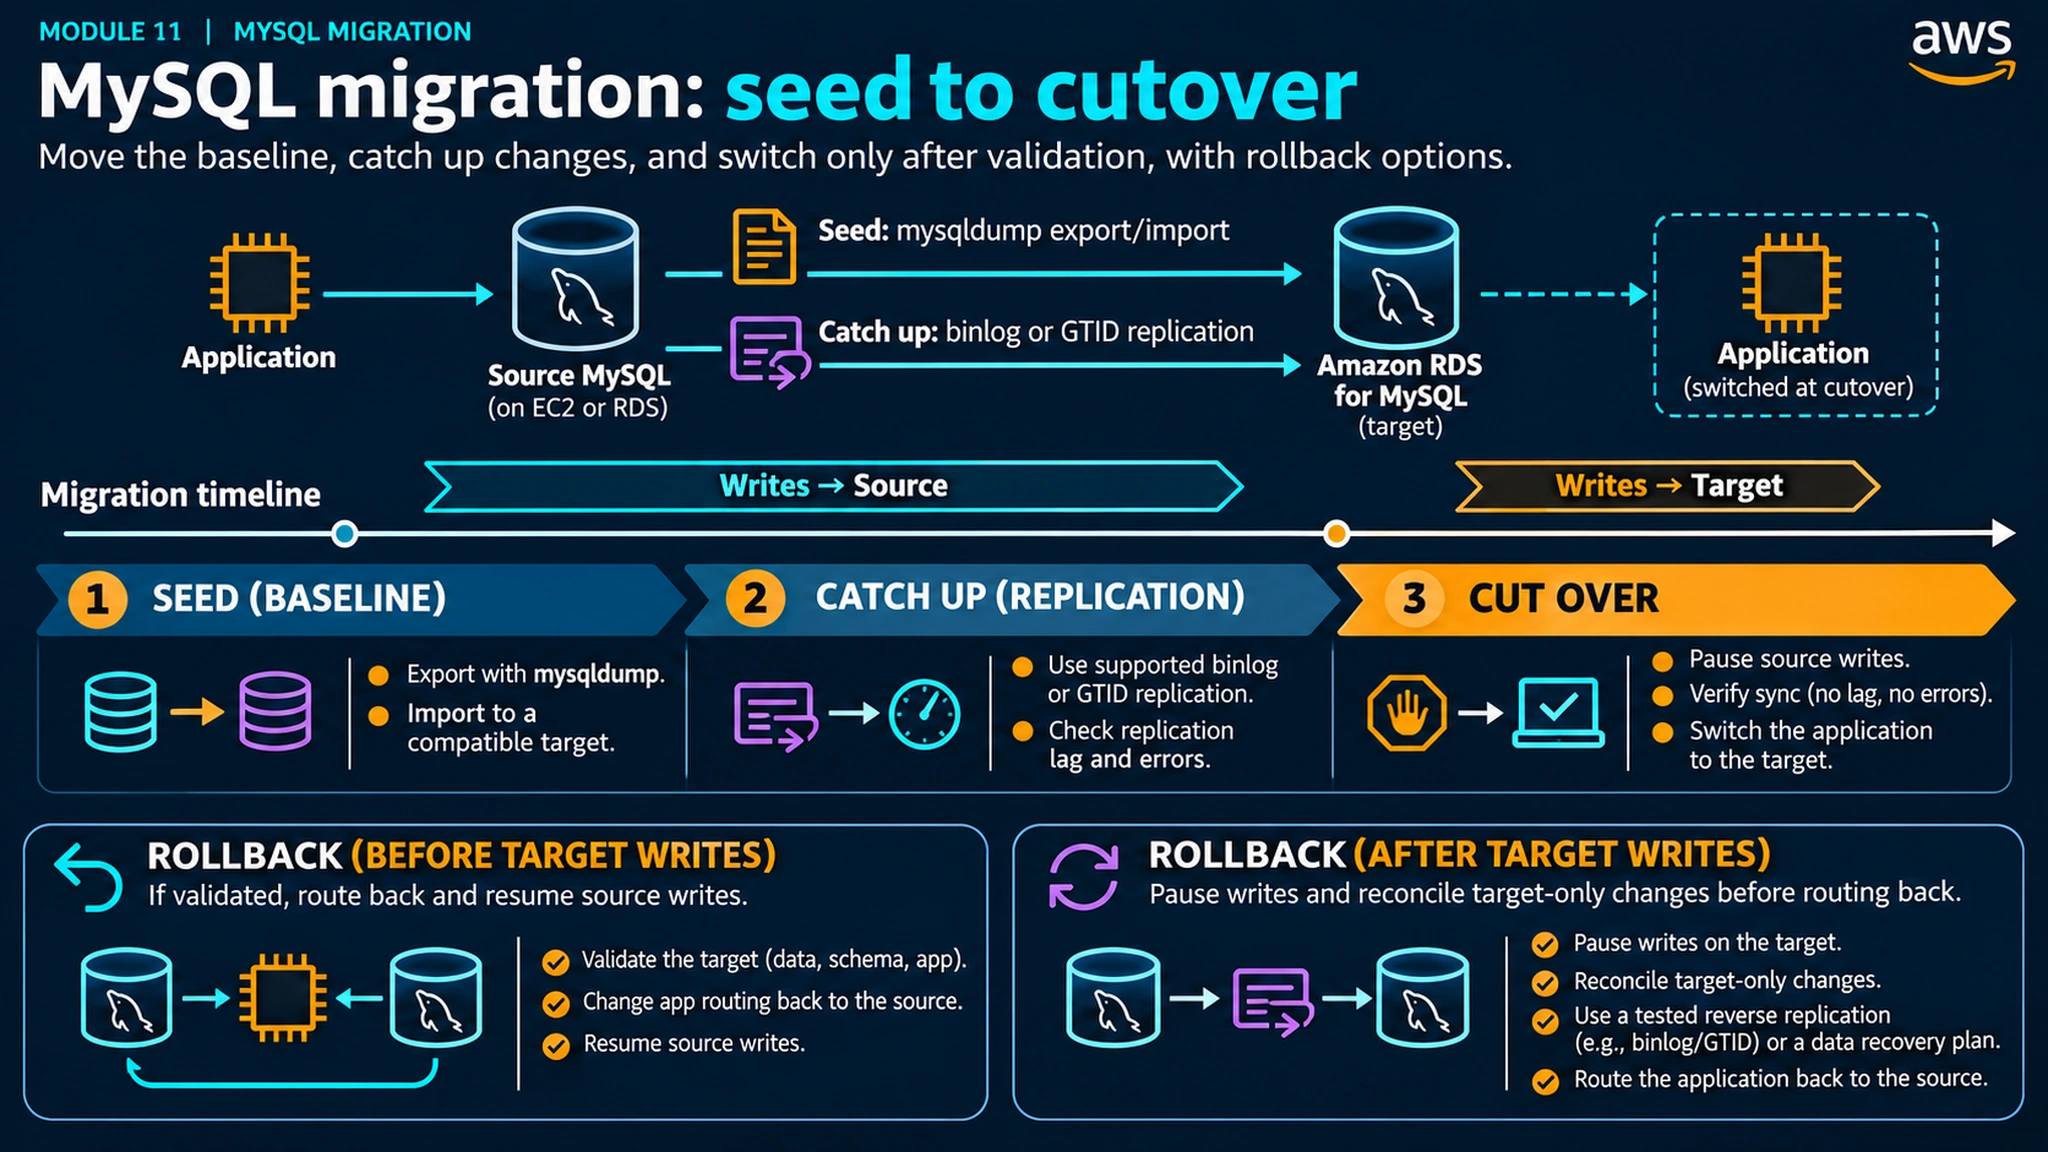 MODULE 11 | MYSQL MIGRATION
aws
MySQL migration: seed to cutover
Move the baseline, catch up changes, and switch only after validation, with rollback options.
Application
Source MySQL
(on EC2 or RDS)
Seed: mysqldump export/import
Catch up: binlog or GTID replication
Amazon RDS
for MySQL
(target)
Application
(switched at cutover)
Migration timeline
Writes → Source
Writes → Target
1 SEED (BASELINE)
Export with mysqldump.
Import to a
compatible target.
2 CATCH UP (REPLICATION)
Use supported binlog
or GTID replication.
Check replication
lag and errors.
3 CUT OVER
Pause source writes.
Verify sync (no lag, no errors).
Switch the application
to the target.
ROLLBACK (BEFORE TARGET WRITES)
If validated, route back and resume source writes.
Validate the target (data, schema, app).
Change app routing back to the source.
Resume source writes.
ROLLBACK (AFTER TARGET WRITES)
Pause writes and reconcile target-only changes before routing back.
Pause writes on the target.
Reconcile target-only changes.
Use a tested reverse replication
(e.g., binlog/GTID) or a data recovery plan.
Route the application back to the source.